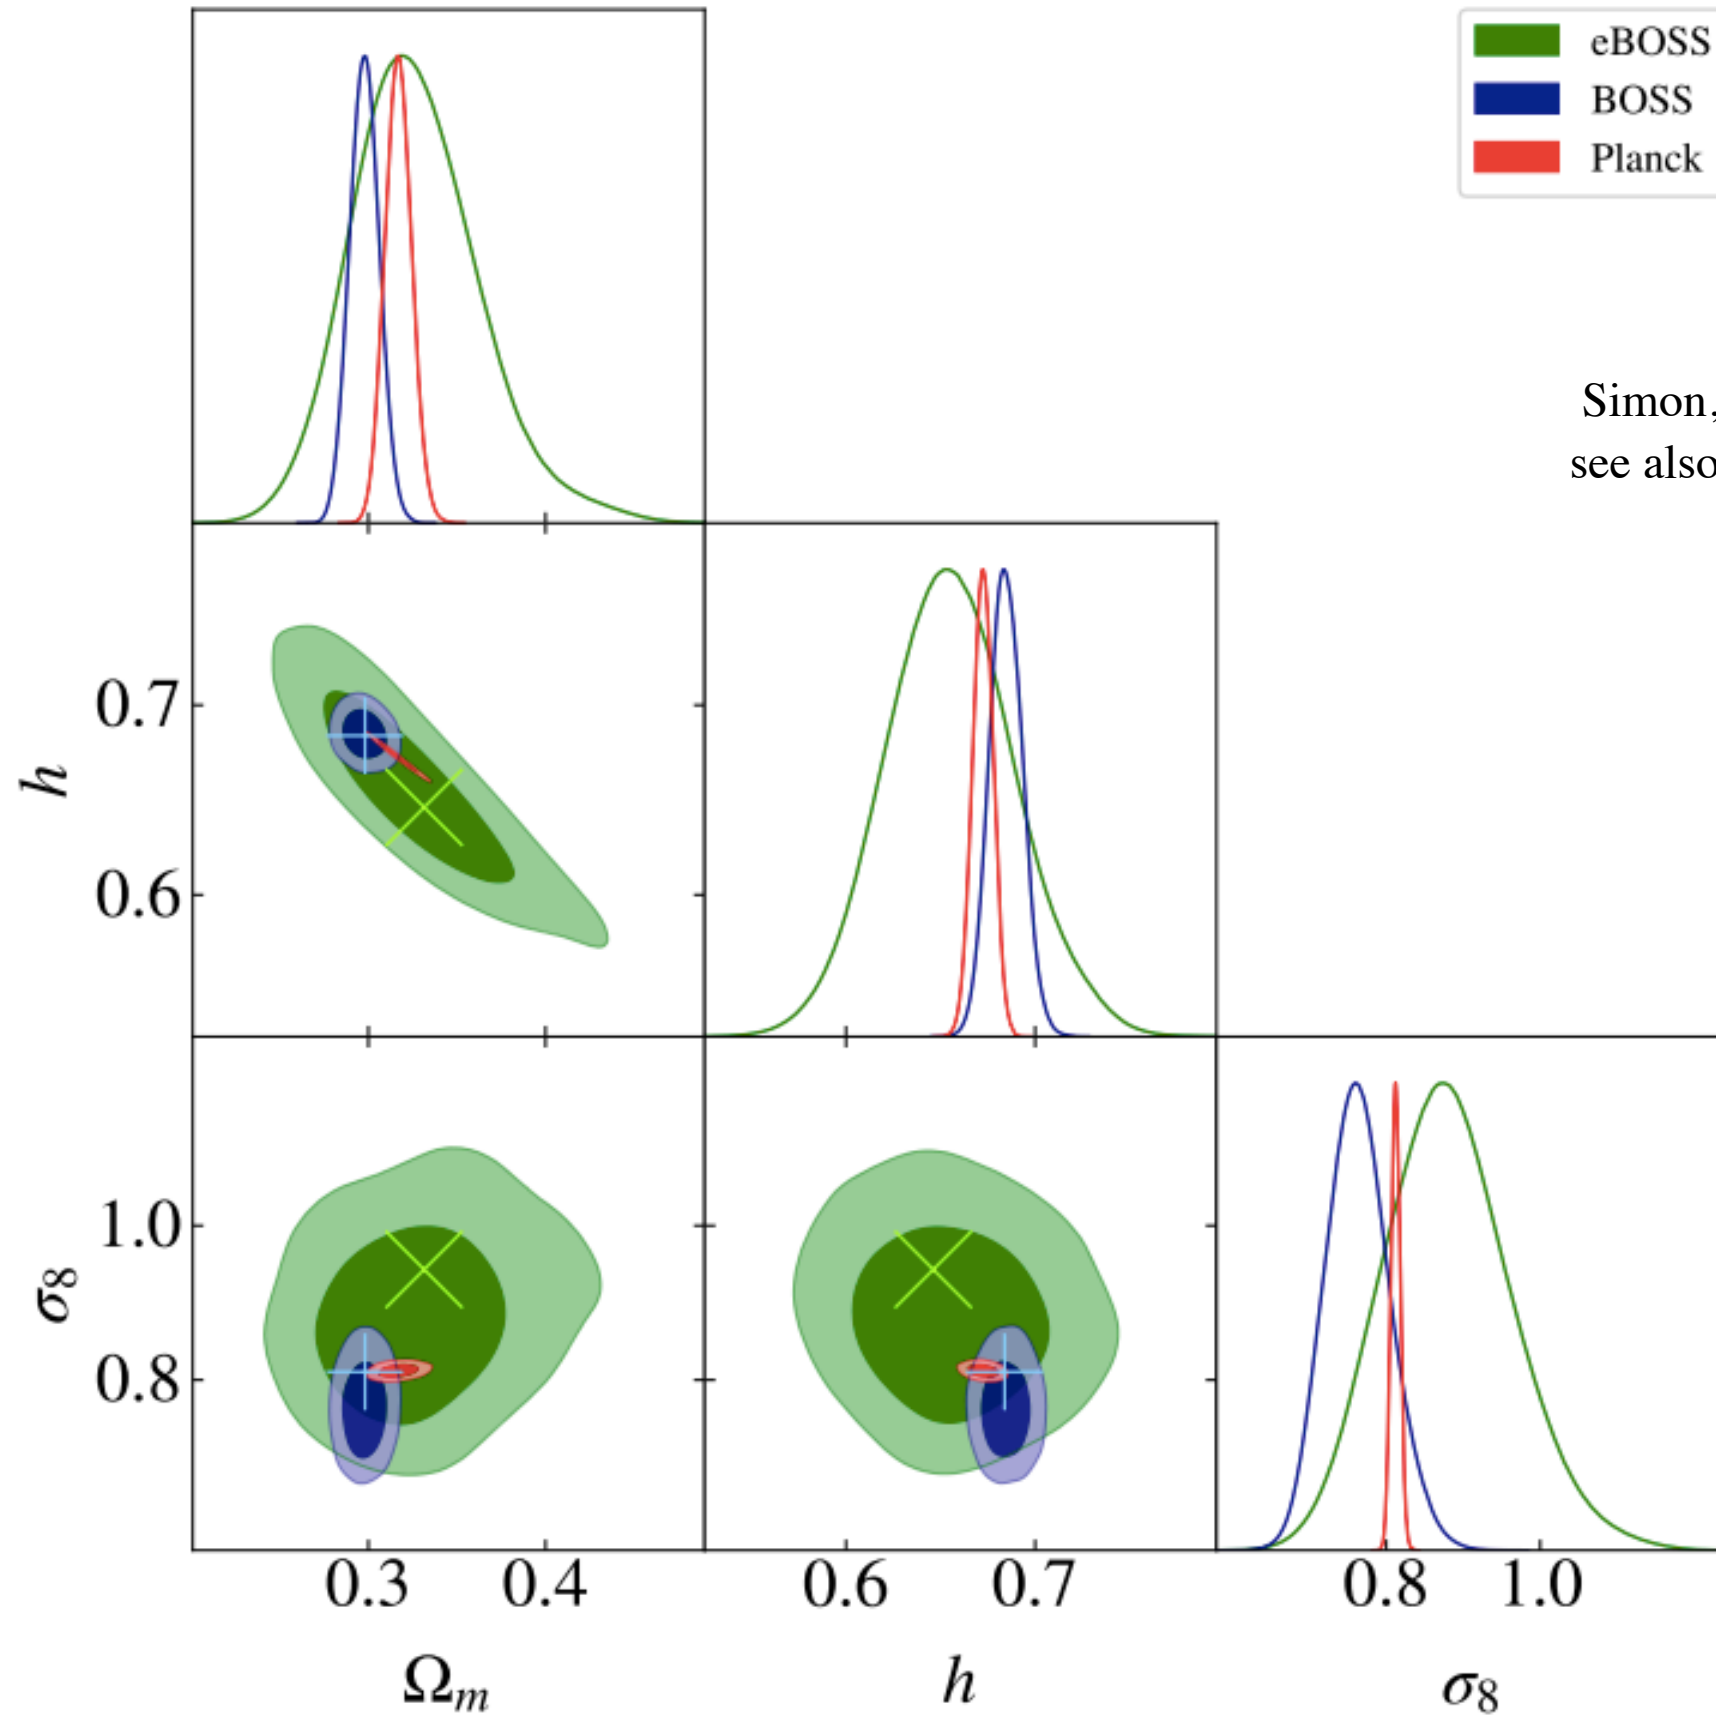 eBOSS
BOSS
Planck
Simon,
see also
h
0.7
0.6
σ8
1.0
0.8
0.3 0.4 0.6 0.7 0.8 1.0
Ωm h σ8